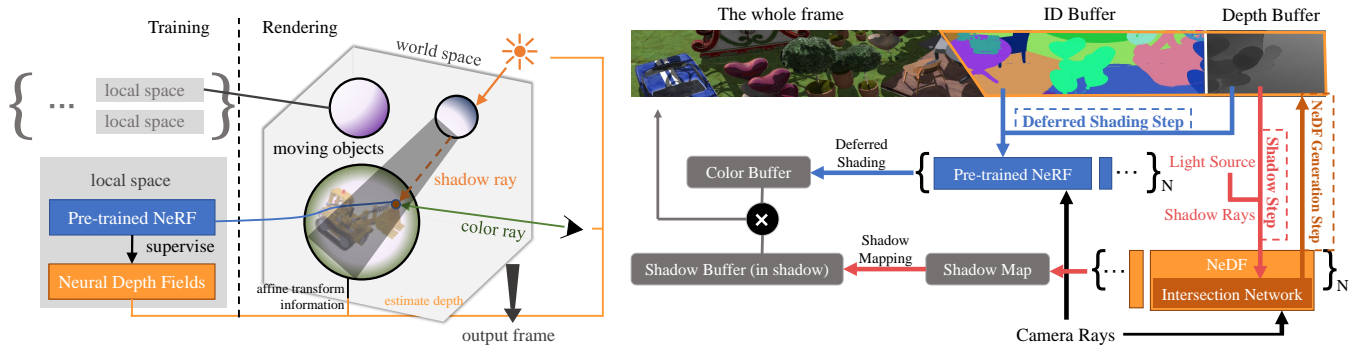 Training
Rendering
world space
{ ...
local space
local space
}
moving objects
local space
Pre-trained NeRF
supervise
Neural Depth Fields
shadow ray
color ray
affine transform
information
estimate depth
output frame
The whole frame
ID Buffer
Depth Buffer
Deferred Shading Step
Shadow Step
NeDF Generation Step
Deferred
Shading
Color Buffer
{
Pre-trained NeRF
... }
N
Light Source
Shadow Rays
×
Shadow
Mapping
Shadow Buffer (in shadow)
Shadow Map
{ ...
NeDF
Intersection Network
}
N
Camera Rays